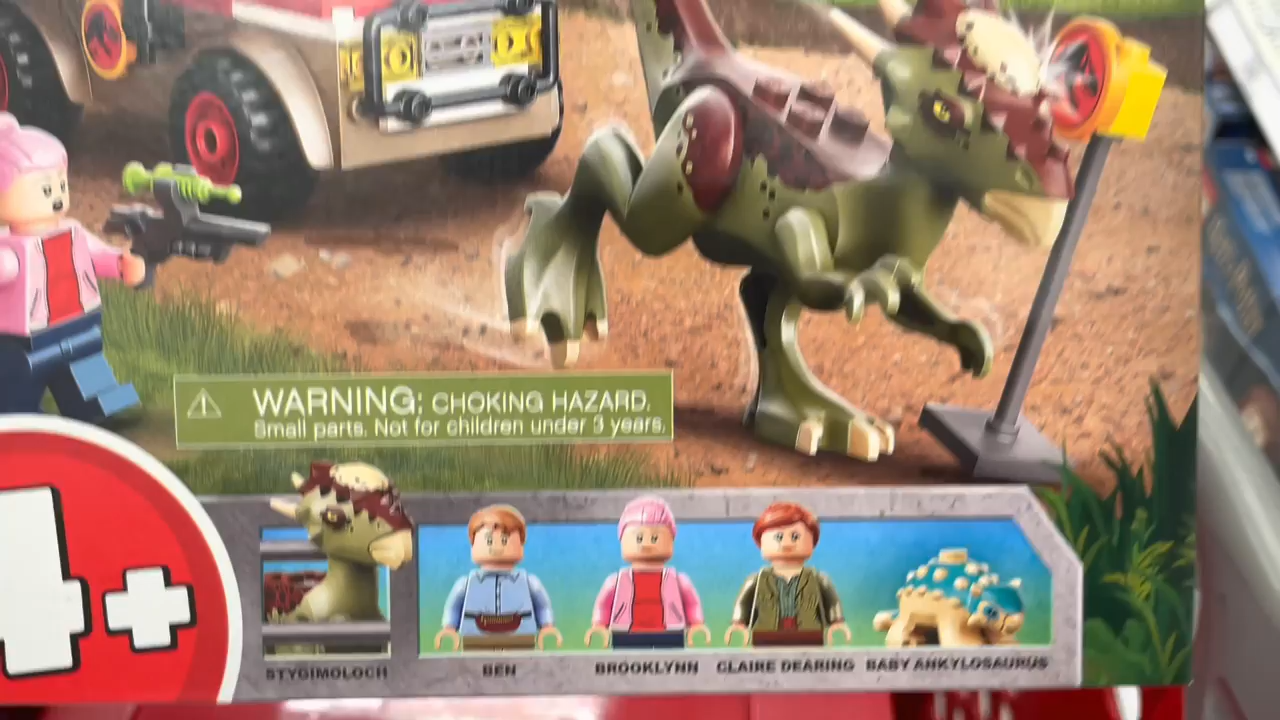 WARNING: CHOKING HAZARD.
Small parts. Not for children under 3 years.
4+
STYGIMOLOCH
BEN
BROOKLYNN
CLAIRE DEARING
BABY ANKYLOSAURUS